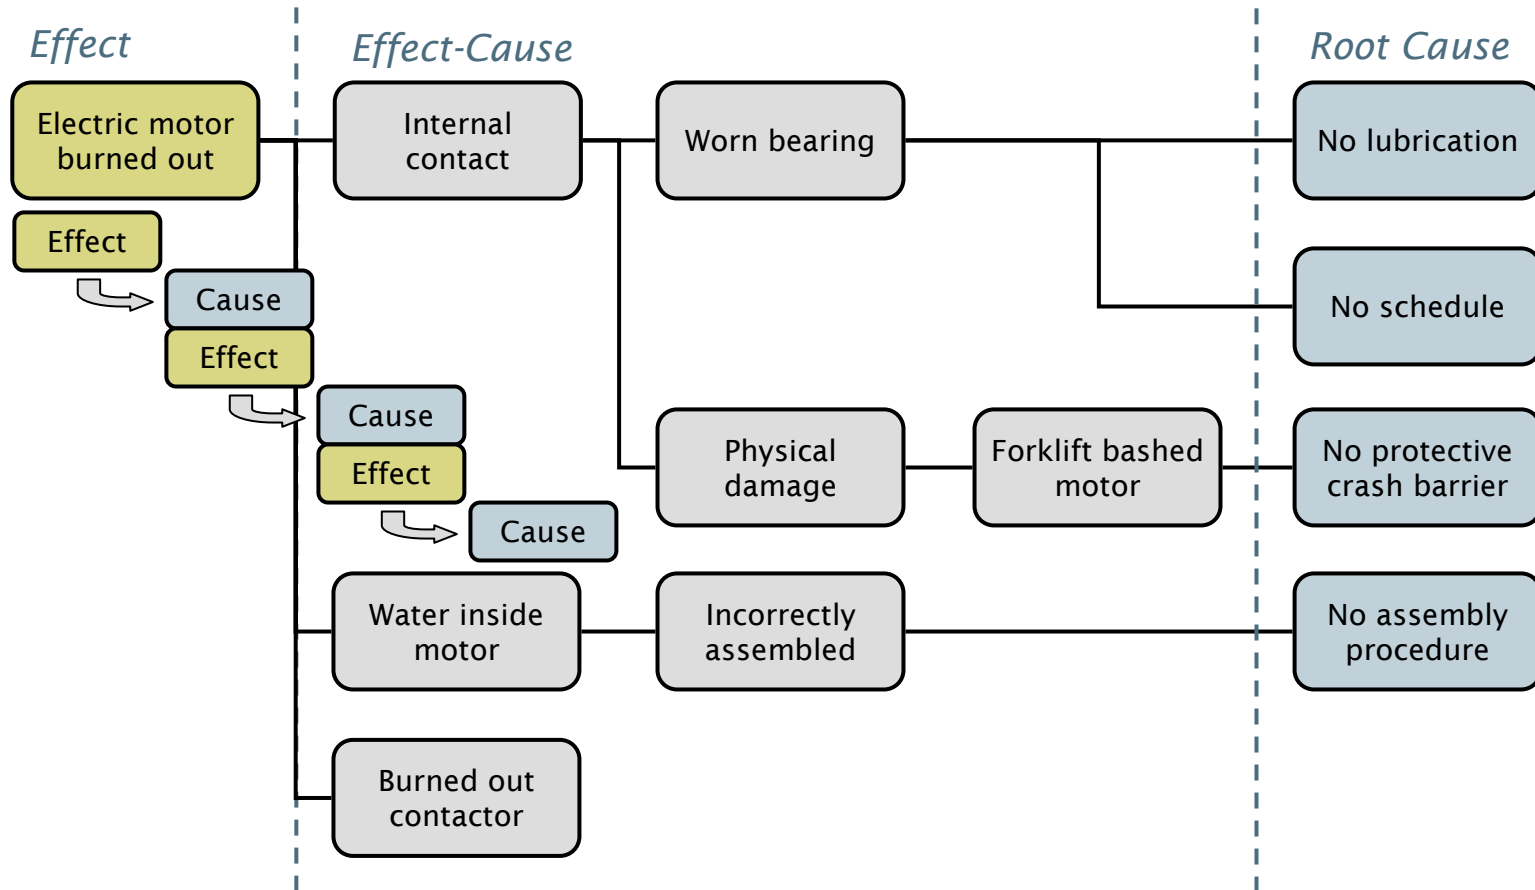 Effect
Effect-Cause
Root Cause
Electric motor
burned out
Internal
contact
Worn bearing
No lubrication
Effect
Cause
Effect
No schedule
Cause
Effect
Cause
Physical
damage
Forklift bashed
motor
No protective
crash barrier
Water inside
motor
Incorrectly
assembled
No assembly
procedure
Burned out
contactor